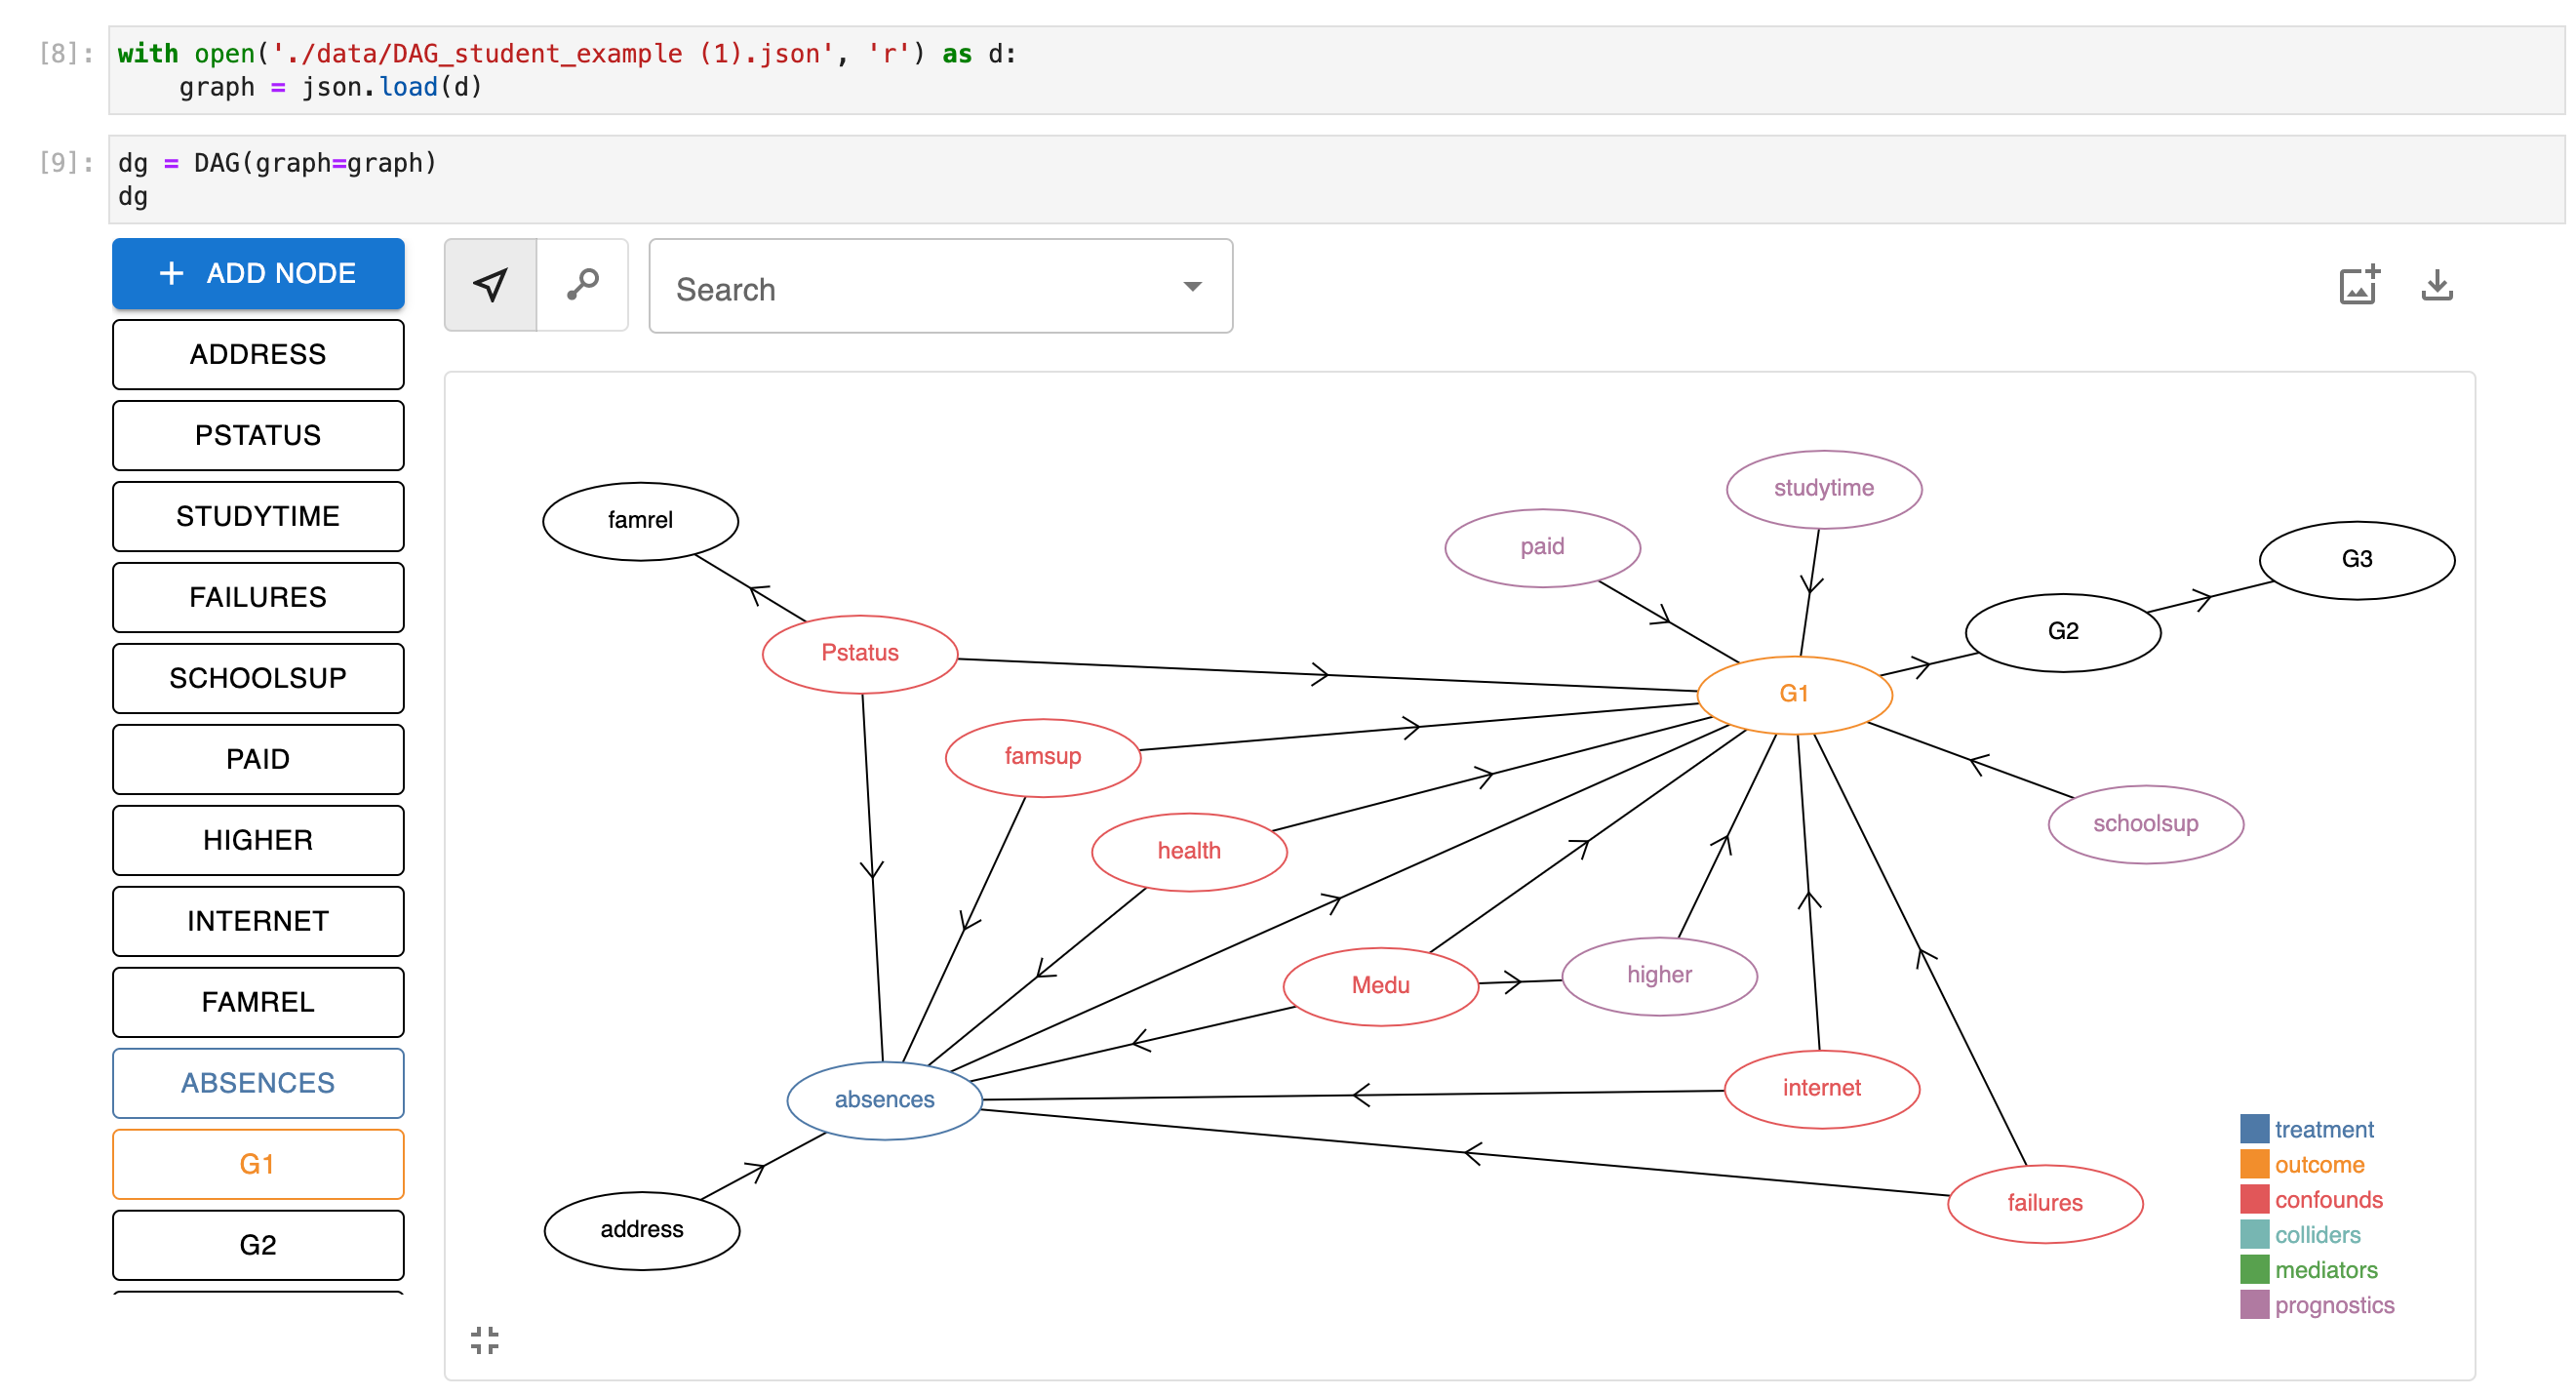 [8]: with open('./data/DAG_student_example (1).json', 'r') as d:
    graph = json.load(d)
[9]: dg = DAG(graph=graph)
dg
+ ADD NODE
Search
ADDRESS
PSTATUS
STUDYTIME
FAILURES
SCHOOLSUP
PAID
HIGHER
INTERNET
FAMREL
ABSENCES
G1
G2
studytime
famrel
paid
G3
G2
Pstatus
G1
famsup
schoolsup
health
higher
Medu
internet
absences
failures
address
treatment
outcome
confounds
colliders
mediators
prognostics